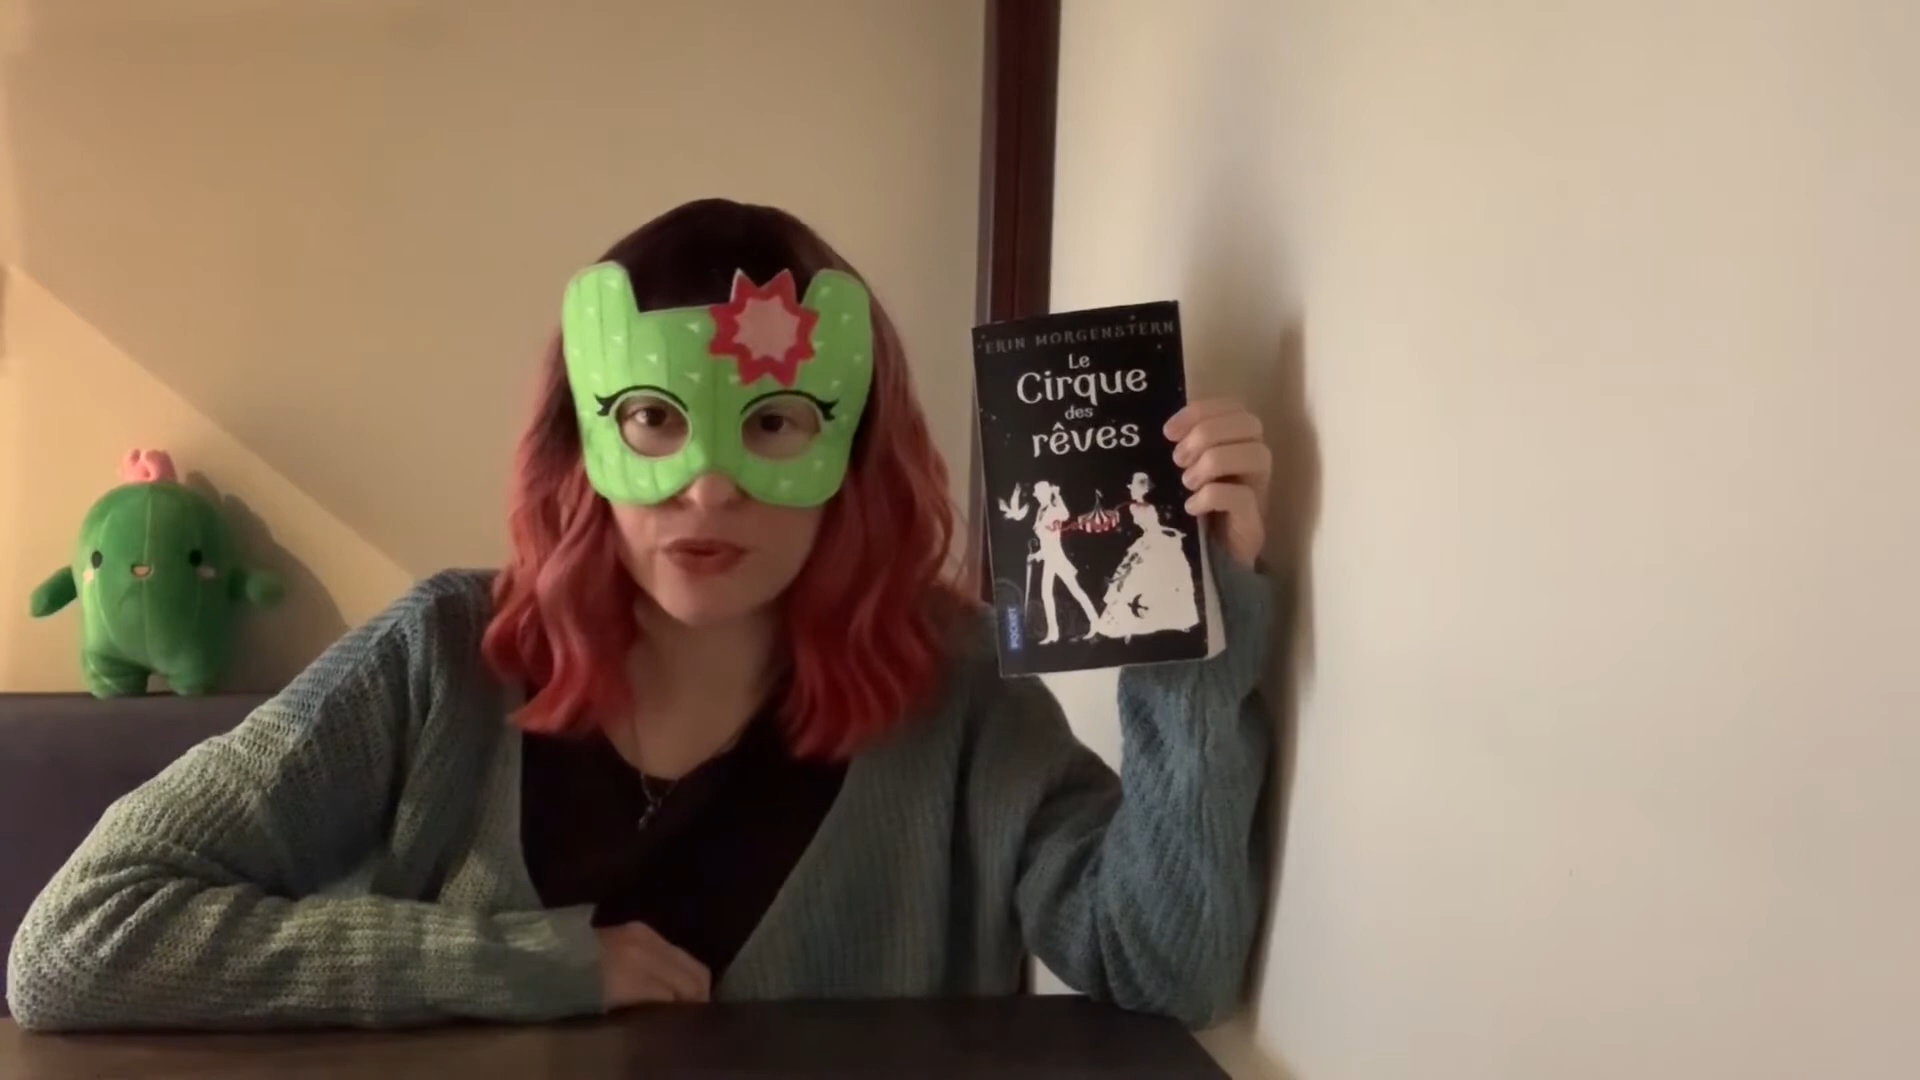 ERIN MORGENSTERN
Le
Cirque
des
rêves
POCKET